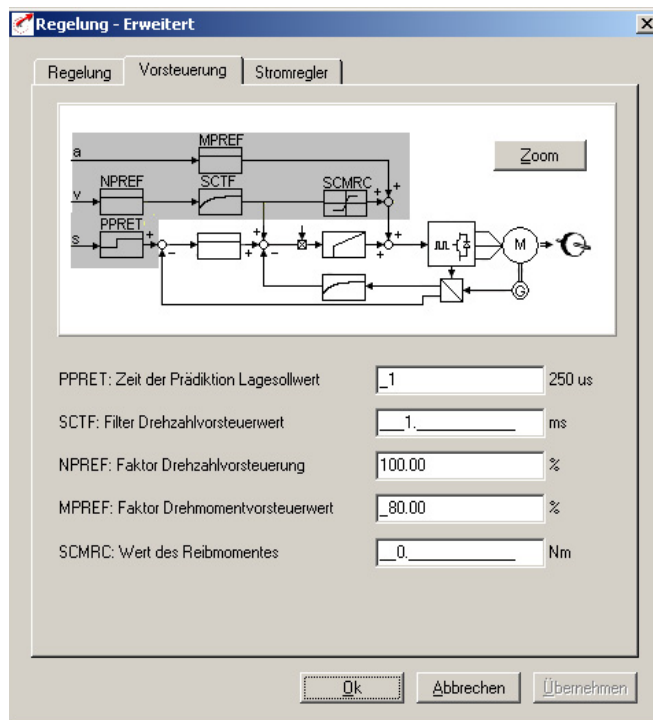 Regelung - Erweitert
Regelung Vorsteuerung Stromregler
MPREF
a
Zoom
NPREF SCTF SCMRC
v
PPRET
s
M
G
PPRET: Zeit der Prädiktion Lagesollwert _1 250 us
SCTF: Filter Drehzahlvorsteuerwert ___1.__________ ms
NPREF: Faktor Drehzahlvorsteuerung 100.00 %
MPREF: Faktor Drehmomentvorsteuerwert _80.00 %
SCMRC: Wert des Reibmomentes __0.___________ Nm
Ok Abbrechen Übernehmen